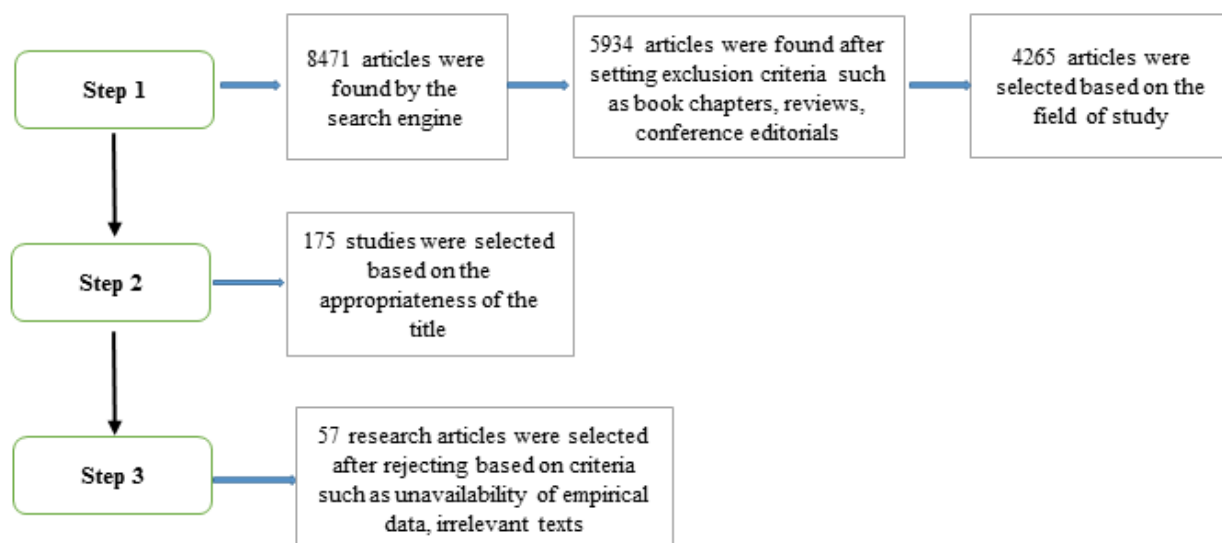 Step 1
8471 articles were
found by the
search engine
5934 articles were found after
setting exclusion criteria such
as book chapters, reviews,
conference editorials
4265 articles were
selected based on the
field of study
Step 2
175 studies were selected
based on the
appropriateness of the
title
Step 3
57 research articles were selected
after rejecting based on criteria
such as unavailability of empirical
data, irrelevant texts